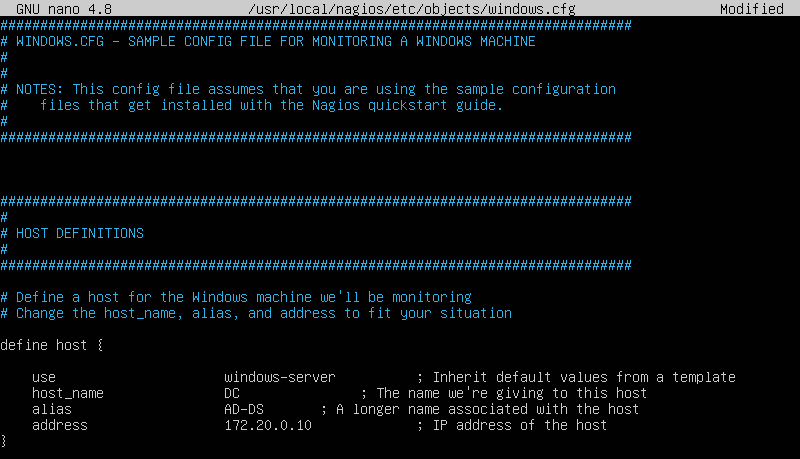 GNU nano 4.8 /usr/local/nagios/etc/objects/windows.cfg Modified
###############################################################################
# WINDOWS.CFG - SAMPLE CONFIG FILE FOR MONITORING A WINDOWS MACHINE
#
#
# NOTES: This config file assumes that you are using the sample configuration
#    files that get installed with the Nagios quickstart guide.
#
###############################################################################
###############################################################################
#
# HOST DEFINITIONS
#
###############################################################################
# Define a host for the Windows machine we'll be monitoring
# Change the host_name, alias, and address to fit your situation
define host {
    use                     windows-server          ; Inherit default values from a template
    host_name               DC               ; The name we're giving to this host
    alias                   AD-DS       ; A longer name associated with the host
    address                 172.20.0.10             ; IP address of the host
}